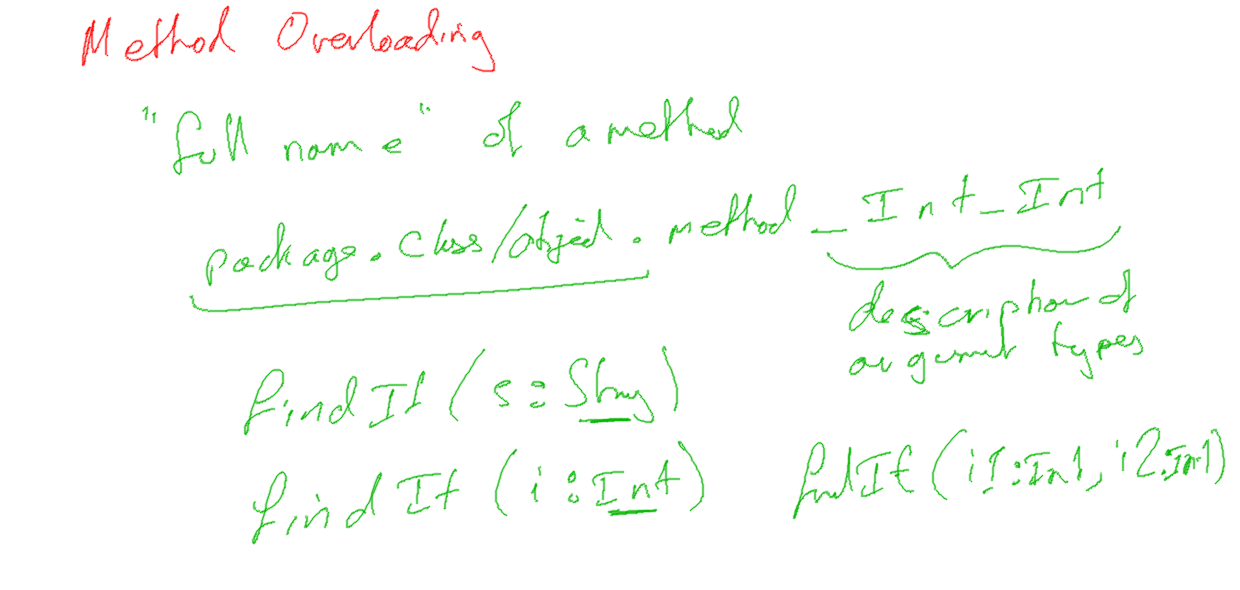 Method Overloading
"full name" of a method
package.class/object.method_Int_Int
description of
argument types
findIt(s:String)
findIt(i:Int) findIt(i1:Int, i2:Int)